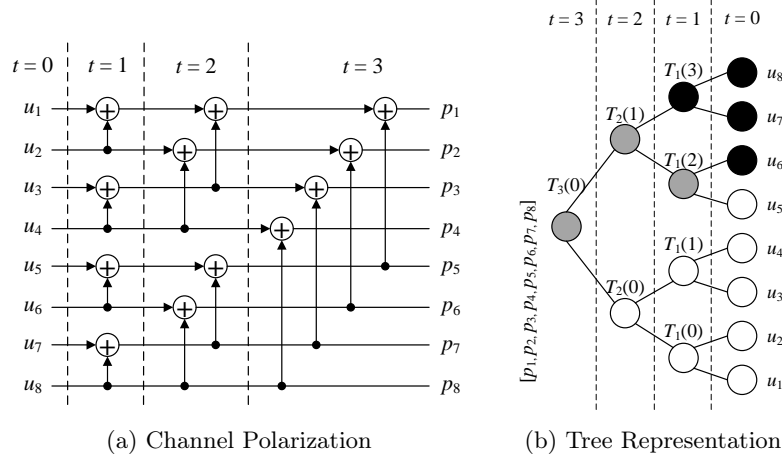 t = 0 t = 1 t = 2 t = 3
u₁ p₁
u₂ p₂
u₃ p₃
u₄ p₄
u₅ p₅
u₆ p₆
u₇ p₇
u₈ p₈
(a) Channel Polarization
t = 3 t = 2 t = 1 t = 0
T₁(3) u₈
T₂(1) u₇
T₁(2) u₆
T₃(0) u₅
T₁(1) u₄
T₂(0) u₃
T₁(0) u₂
u₁
[p₁,p₂,p₃,p₄,p₅,p₆,p₇,p₈]
(b) Tree Representation